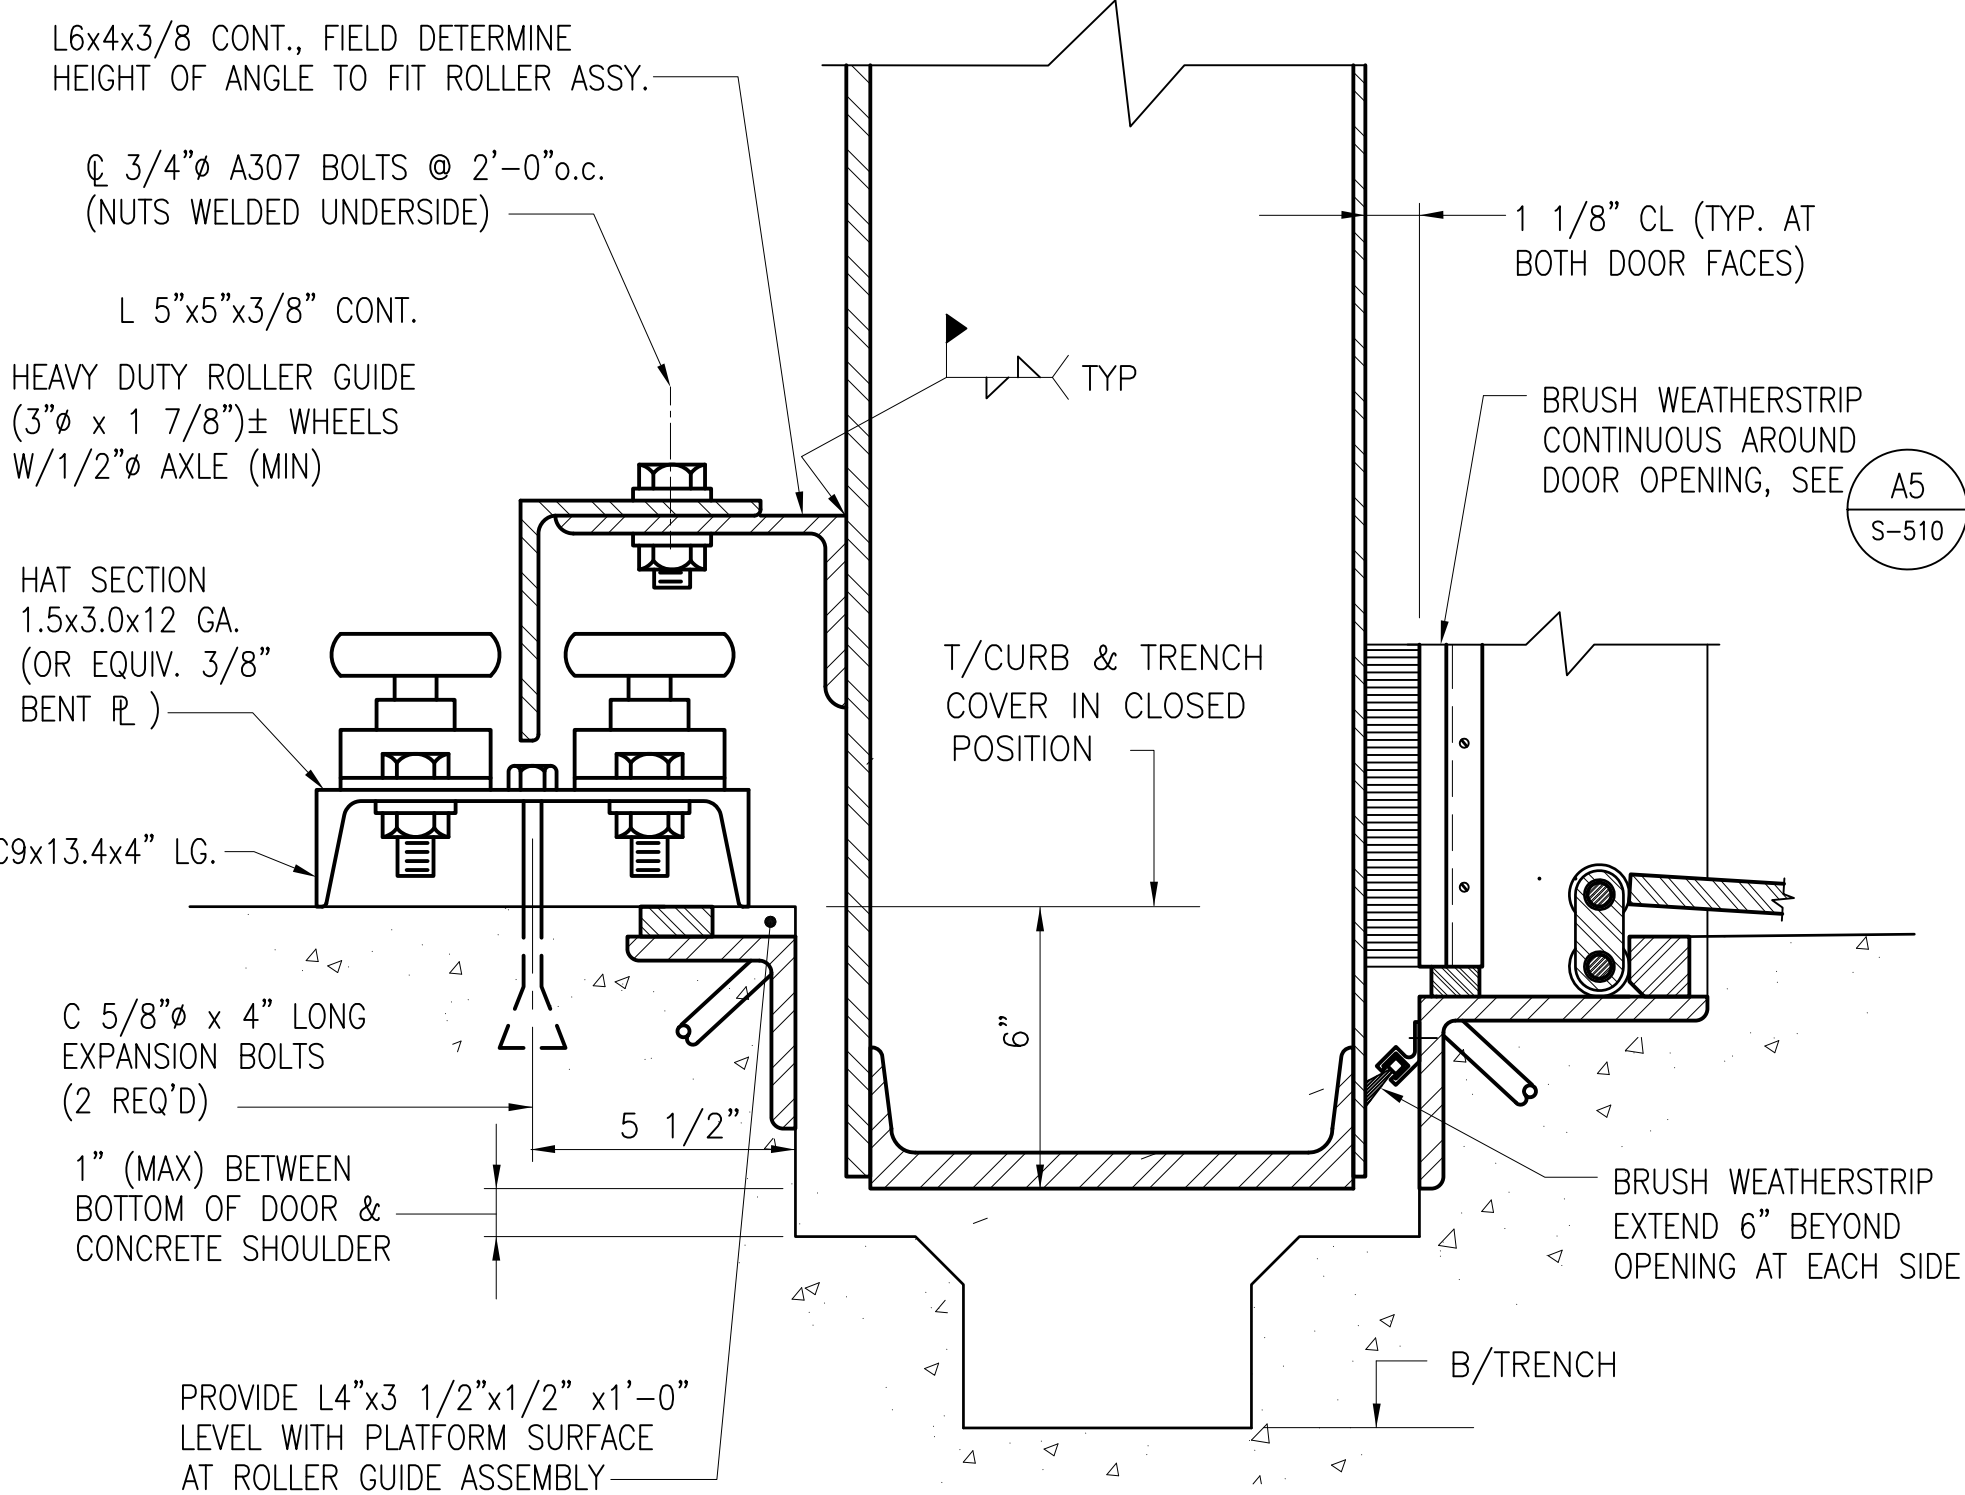 L6x4x3/8 CONT., FIELD DETERMINE
HEIGHT OF ANGLE TO FIT ROLLER ASSY.
℄ 3/4”ø A307 BOLTS @ 2’-0”o.c.
(NUTS WELDED UNDERSIDE)
L 5”x5”x3/8” CONT.
HEAVY DUTY ROLLER GUIDE
(3”ø x 1 7/8”)± WHEELS
W/1/2”ø AXLE (MIN)
HAT SECTION
1.5x3.0x12 GA.
(OR EQUIV. 3/8”
BENT ⅊ )
C9x13.4x4” LG.
C 5/8”ø x 4” LONG
EXPANSION BOLTS
(2 REQ’D)
5 1/2”
1” (MAX) BETWEEN
BOTTOM OF DOOR &
CONCRETE SHOULDER
PROVIDE L4”x3 1/2”x1/2” x1’-0”
LEVEL WITH PLATFORM SURFACE
AT ROLLER GUIDE ASSEMBLY
TYP
T/CURB & TRENCH
COVER IN CLOSED
POSITION
6”
1 1/8” CL (TYP. AT
BOTH DOOR FACES)
BRUSH WEATHERSTRIP
CONTINUOUS AROUND
DOOR OPENING, SEE
A5
S-510
BRUSH WEATHERSTRIP
EXTEND 6” BEYOND
OPENING AT EACH SIDE
B/TRENCH